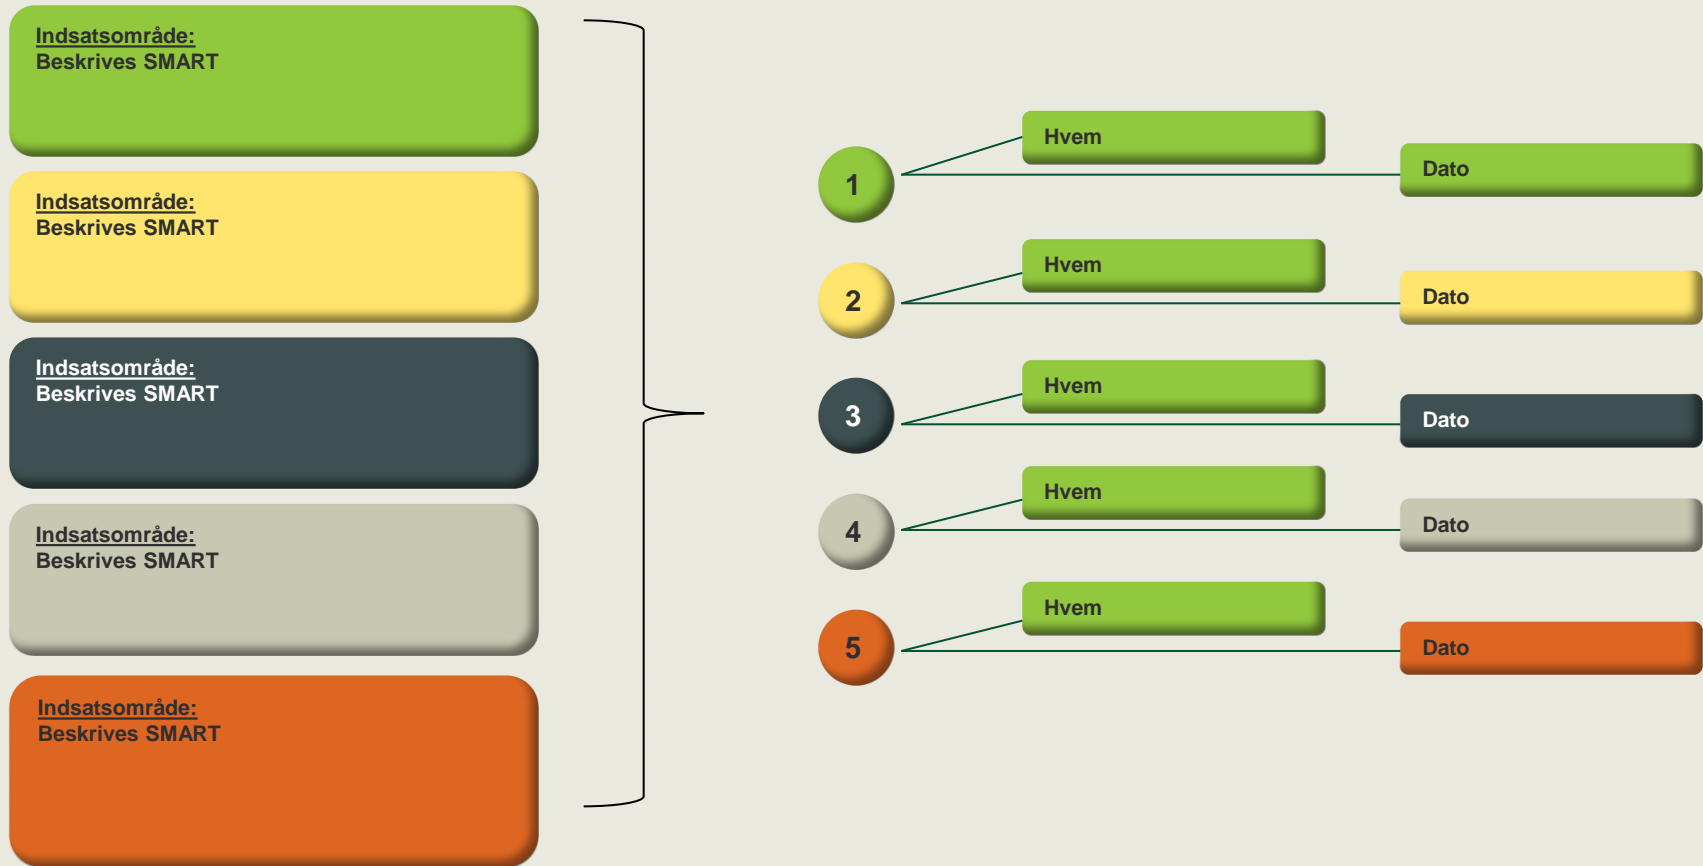 Indsatsområde:
Beskrives SMART
Indsatsområde:
Beskrives SMART
Indsatsområde:
Beskrives SMART
Indsatsområde:
Beskrives SMART
Indsatsområde:
Beskrives SMART
1
Hvem
Dato
2
Hvem
Dato
3
Hvem
Dato
4
Hvem
Dato
5
Hvem
Dato